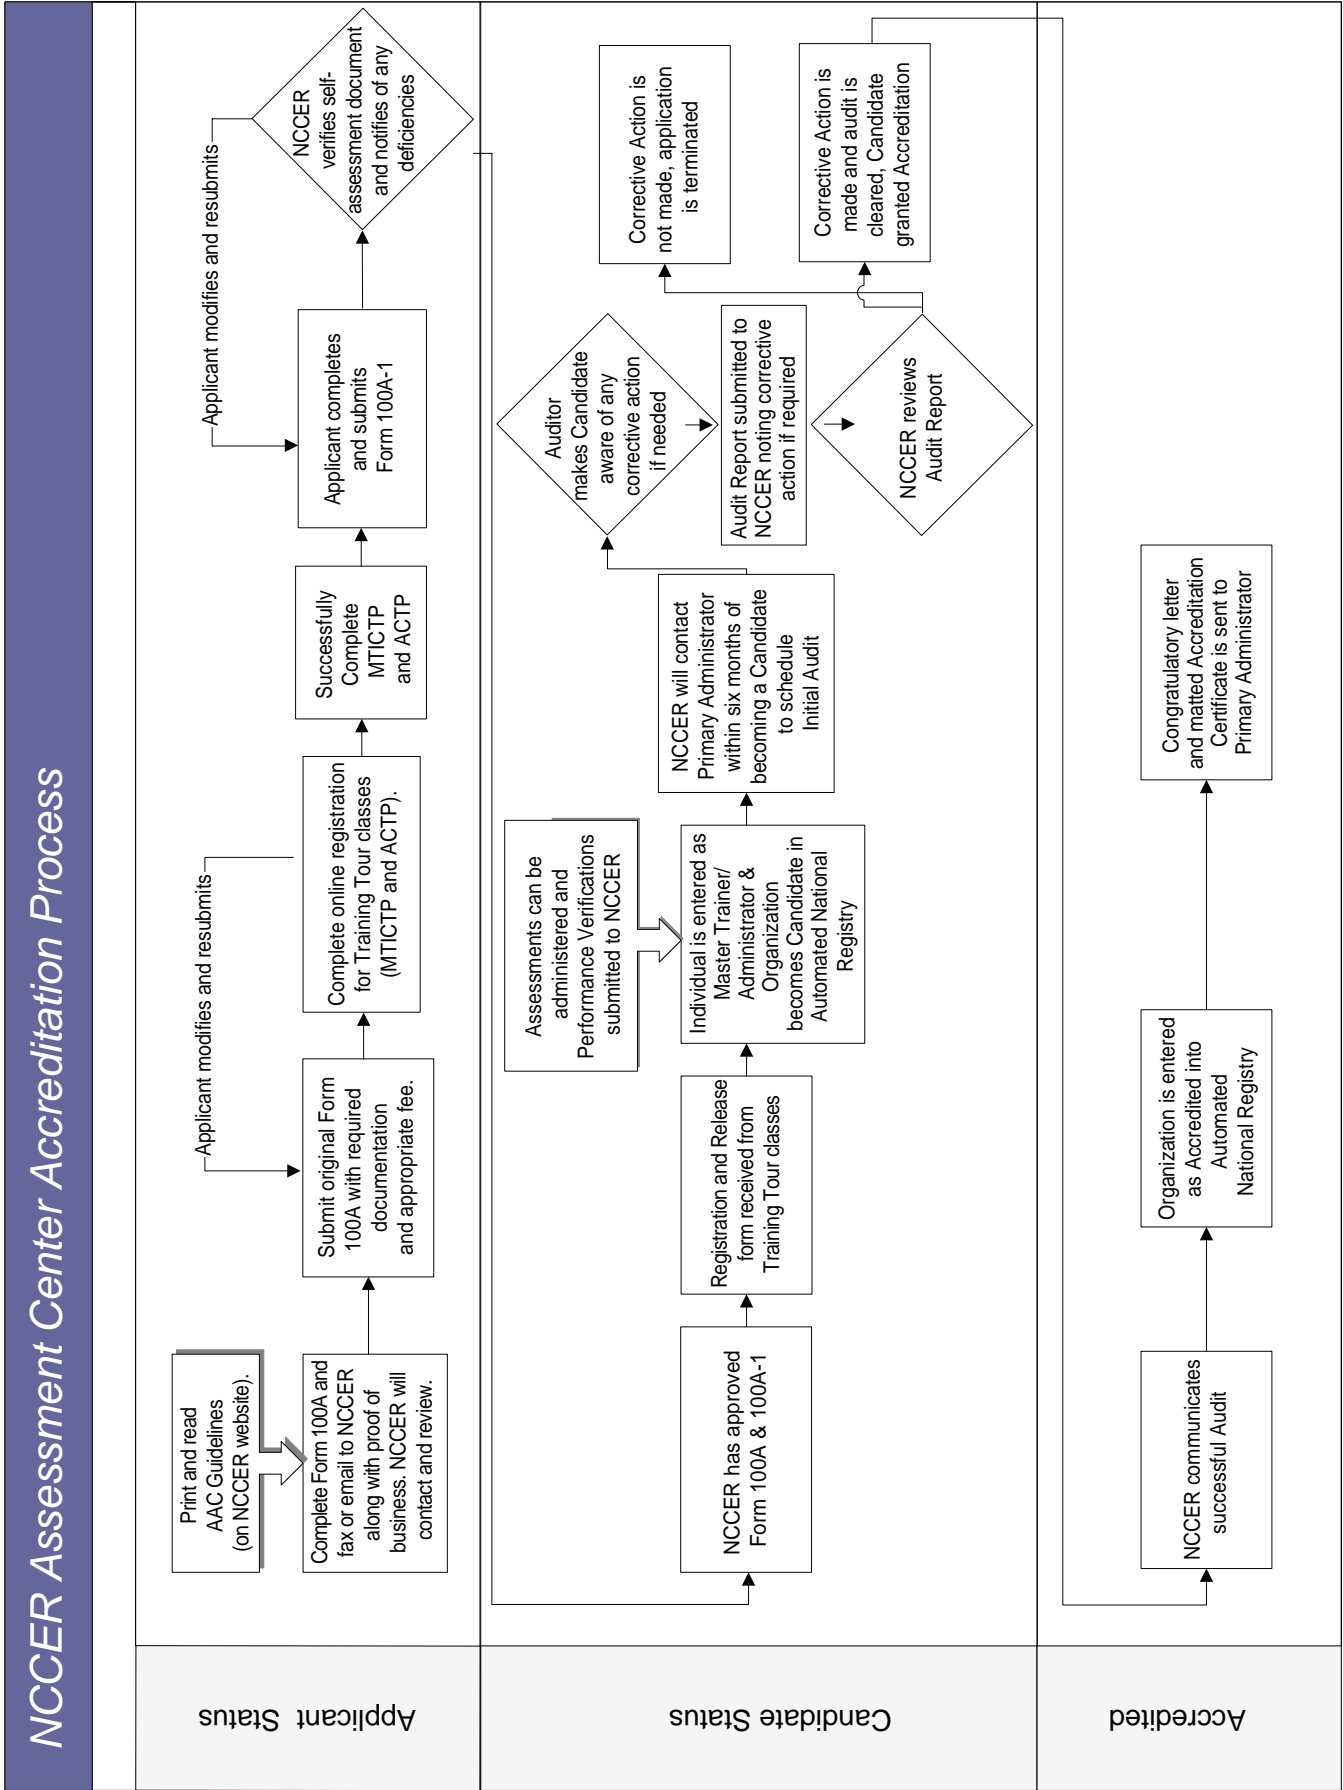 NCCER Assessment Center Accreditation Process
Applicant Status
Print and read
AAC Guidelines
(on NCCER website).
Complete Form 100A and
fax or email to NCCER
along with proof of
business. NCCER will
contact and review.
Submit original Form
100A with required
documentation
and appropriate fee.
Applicant modifies and resubmits
Complete online registration
for Training Tour classes
(MTICTP and ACTP).
Successfully
Complete
MTICTP
and ACTP
Applicant completes
and submits
Form 100A-1
Applicant modifies and resubmits
NCCER
verifies self-
assessment document
and notifies of any
deficiencies
Candidate Status
NCCER has approved
Form 100A & 100A-1
Registration and Release
form received from
Training Tour classes
Assessments can be
administered and
Performance Verifications
submitted to NCCER
Individual is entered as
Master Trainer/
Administrator &
Organization
becomes Candidate in
Automated National
Registry
NCCER will contact
Primary Administrator
within six months of
becoming a Candidate
to schedule
Initial Audit
Auditor
makes Candidate
aware of any
corrective action
if needed
Audit Report submitted to
NCCER noting corrective
action if required
NCCER reviews
Audit Report
Corrective Action is
not made, application
is terminated
Corrective Action is
made and audit is
cleared, Candidate
granted Accreditation
Accredited
NCCER communicates
successful Audit
Organization is entered
as Accredited into
Automated
National Registry
Congratulatory letter
and matted Accreditation
Certificate is sent to
Primary Administrator